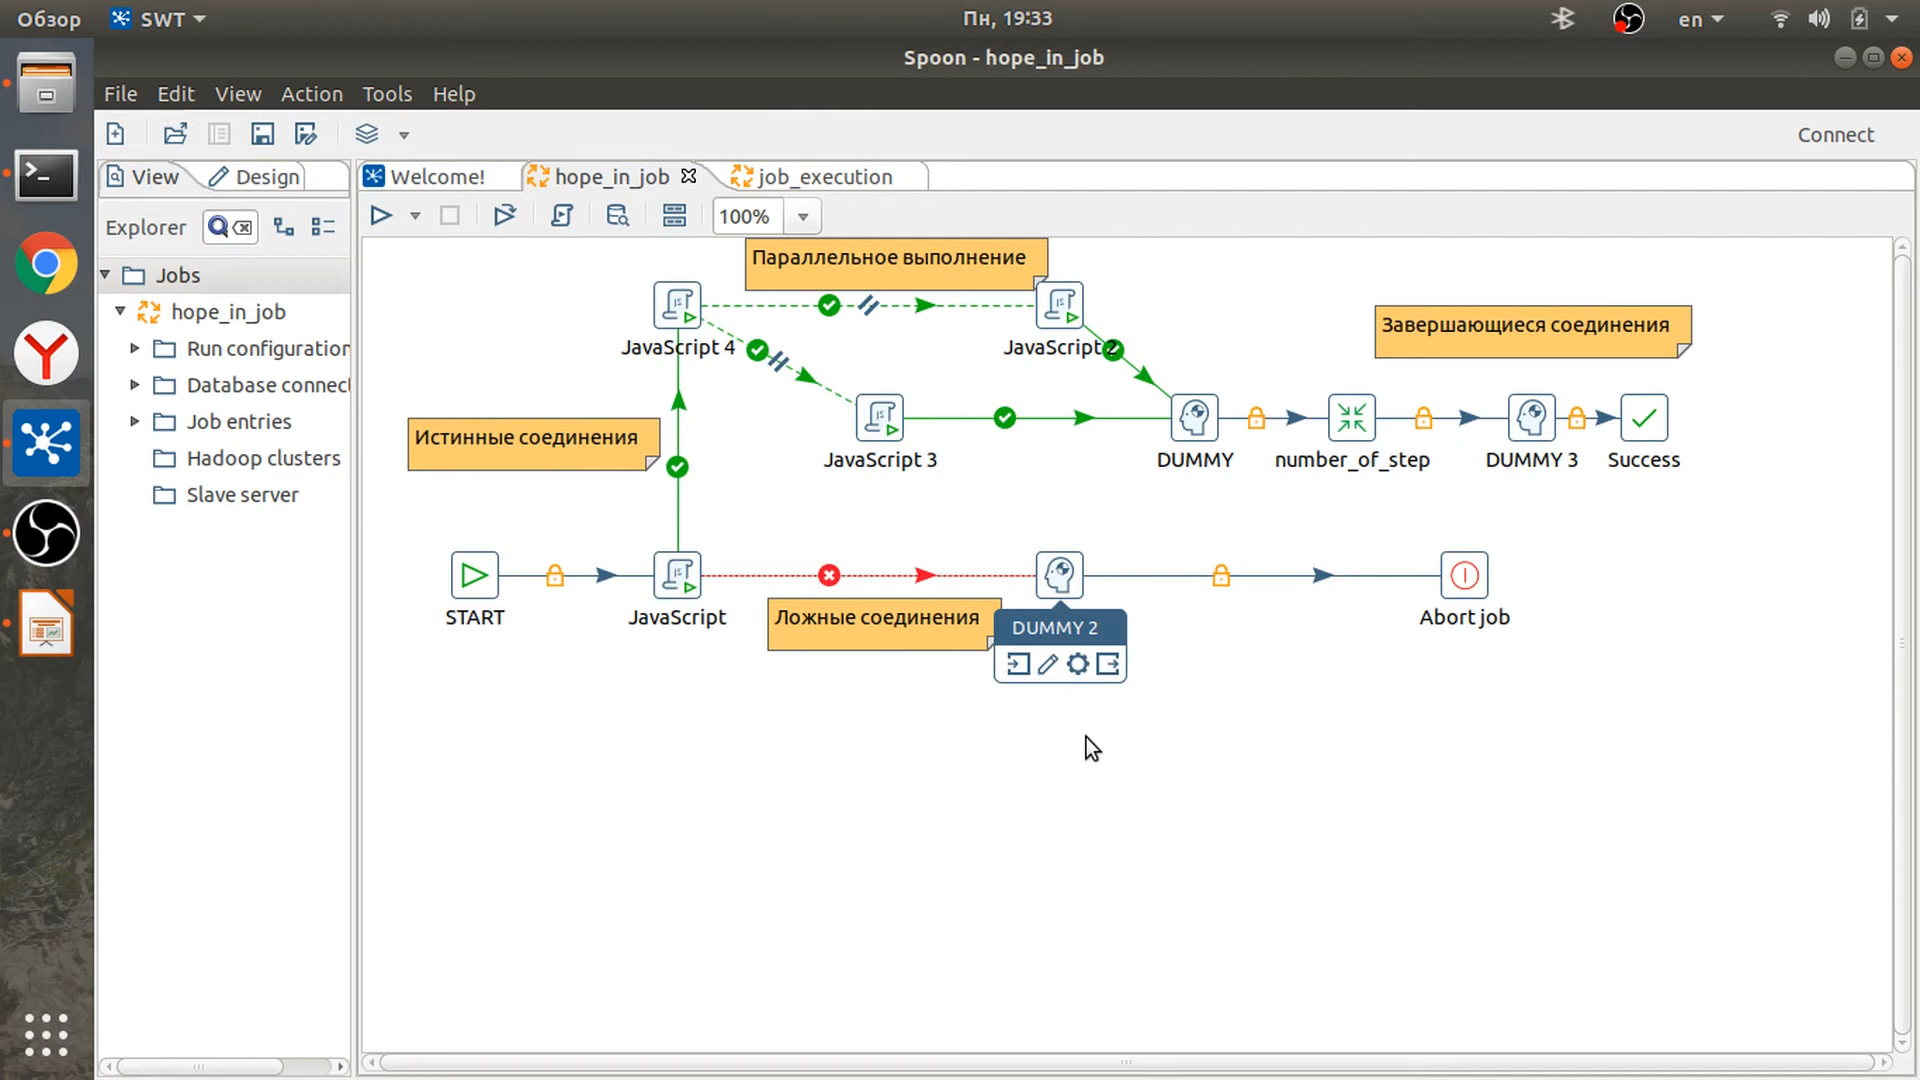 Обзор
SWT
Пн, 19:33
en
Spoon - hope_in_job
File Edit View Action Tools Help
Connect
View
Design
Welcome!
hope_in_job
job_execution
Explorer
100%
Jobs
hope_in_job
Run configuration
Database connect
Job entries
Hadoop clusters
Slave server
Параллельное выполнение
Завершающиеся соединения
JavaScript 4
JavaScript 2
Истинные соединения
JavaScript 3
DUMMY
number_of_step
DUMMY 3
Success
START
JavaScript
Ложные соединения
DUMMY 2
Abort job